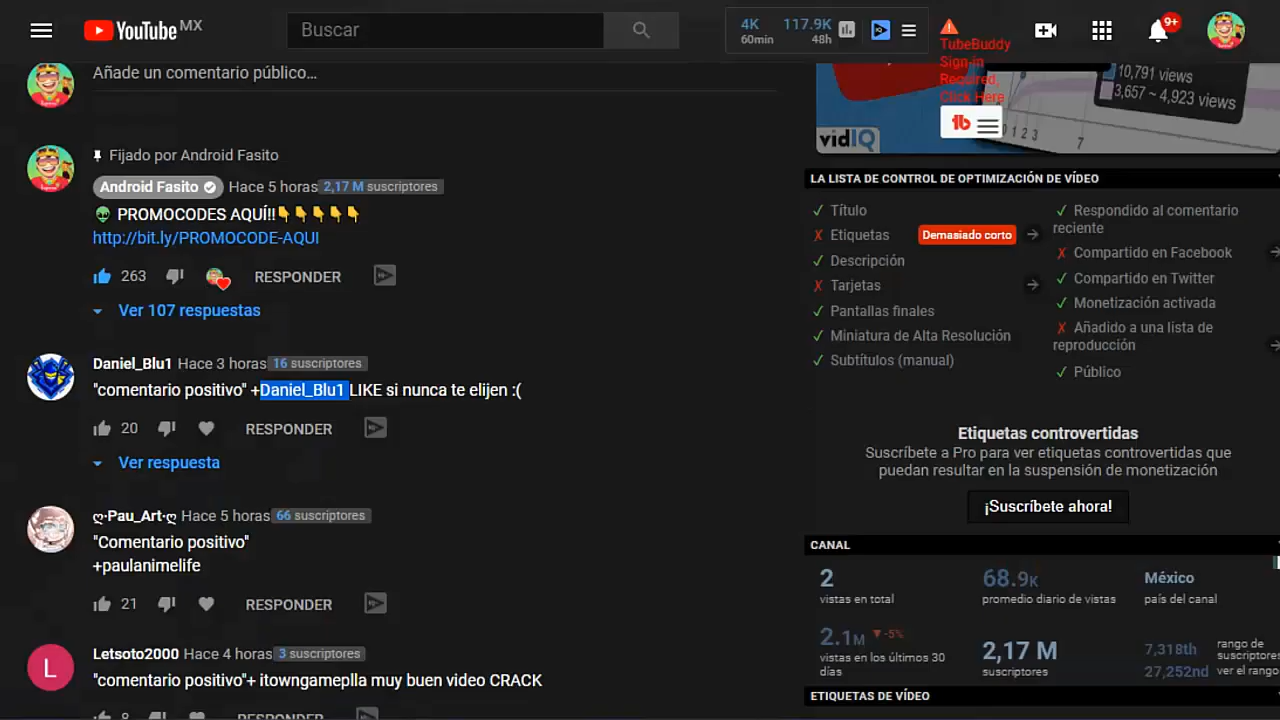 YouTube MX
Buscar
4K
60min
117.9K
48h
TubeBuddy
Sign-in
Required,
Click Here
9+
Añade un comentario público...
Fijado por Android Fasito
Android Fasito Hace 5 horas 2,17 M suscriptores
👽 PROMOCODES AQUÍ!!👇👇👇👇👇
http://bit.ly/PROMOCODE-AQUI
263 RESPONDER
Ver 107 respuestas
Daniel_Blu1 Hace 3 horas 16 suscriptores
"comentario positivo" +Daniel_Blu1 LIKE si nunca te elijen :(
20 RESPONDER
Ver respuesta
ღ·Pau_Art·ღ Hace 5 horas 66 suscriptores
"Comentario positivo"
+paulanimelife
21 RESPONDER
L
Letsoto2000 Hace 4 horas 3 suscriptores
"comentario positivo"+ itowngameplla muy buen video CRACK
8 RESPONDER
10,791 views
3,657 ~ 4,923 views
0 1 2 3 7
vidIQ
tb
LA LISTA DE CONTROL DE OPTIMIZACIÓN DE VÍDEO
✓ Título
✗ Etiquetas Demasiado corto
✓ Descripción
✗ Tarjetas
✓ Pantallas finales
✓ Miniatura de Alta Resolución
✓ Subtítulos (manual)
✓ Respondido al comentario
reciente
✗ Compartido en Facebook
✓ Compartido en Twitter
✓ Monetización activada
✗ Añadido a una lista de
reproducción
✓ Público
Etiquetas controvertidas
Suscríbete a Pro para ver etiquetas controvertidas que
puedan resultar en la suspensión de monetización
¡Suscríbete ahora!
CANAL
2
vistas en total
68.9K
promedio diario de vistas
México
país del canal
2.1M ▼-5%
vistas en los últimos 30
días
2,17 M
suscriptores
7,318th
rango de
suscriptores
27,252nd
ver el rango
ETIQUETAS DE VÍDEO